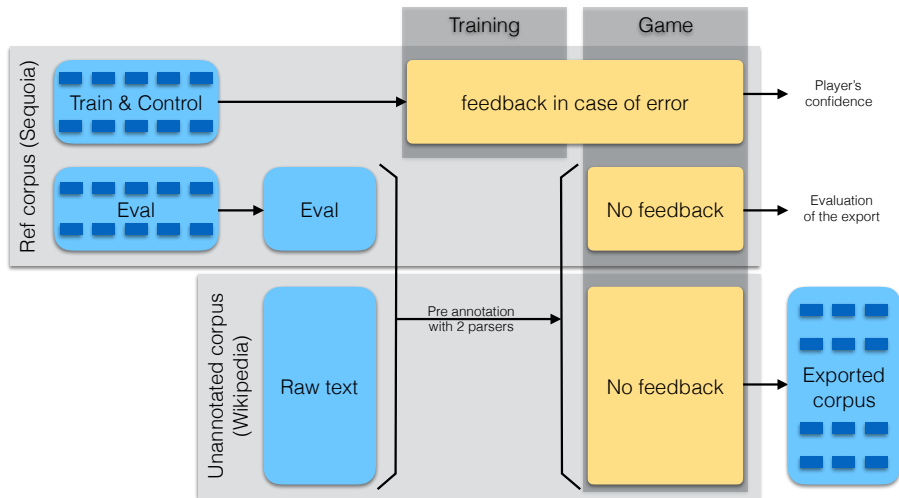 Training
Game
Ref corpus (Sequoia)
Train & Control
feedback in case of error
Player's
confidence
Eval
Eval
No feedback
Evaluation
of the export
Unannotated corpus
(Wikipedia)
Raw text
Pre annotation
with 2 parsers
No feedback
Exported
corpus